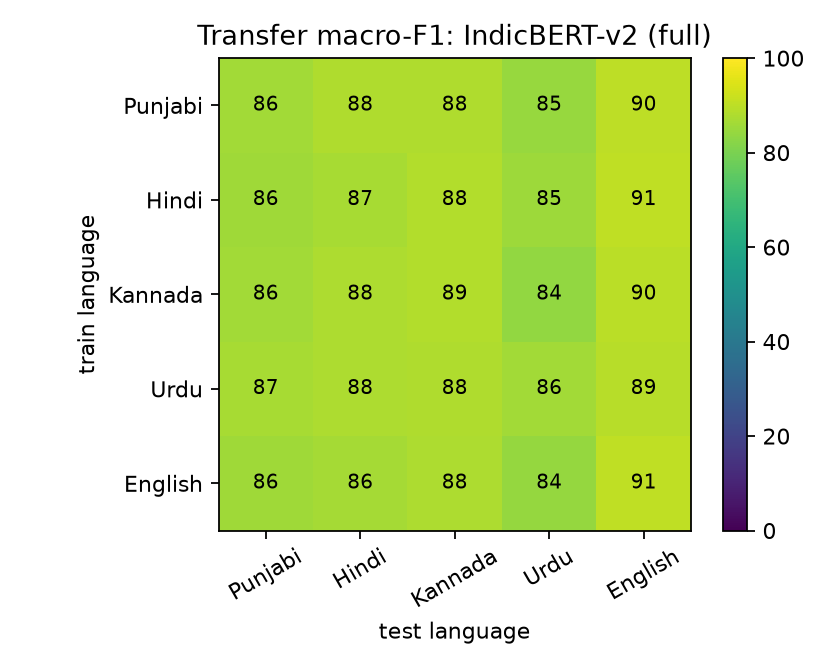 Transfer macro-F1: IndicBERT-v2 (full)
train language
Punjabi 86 88 88 85 90
Hindi 86 87 88 85 91
Kannada 86 88 89 84 90
Urdu 87 88 88 86 89
English 86 86 88 84 91
Punjabi Hindi Kannada Urdu English
test language
100
80
60
40
20
0